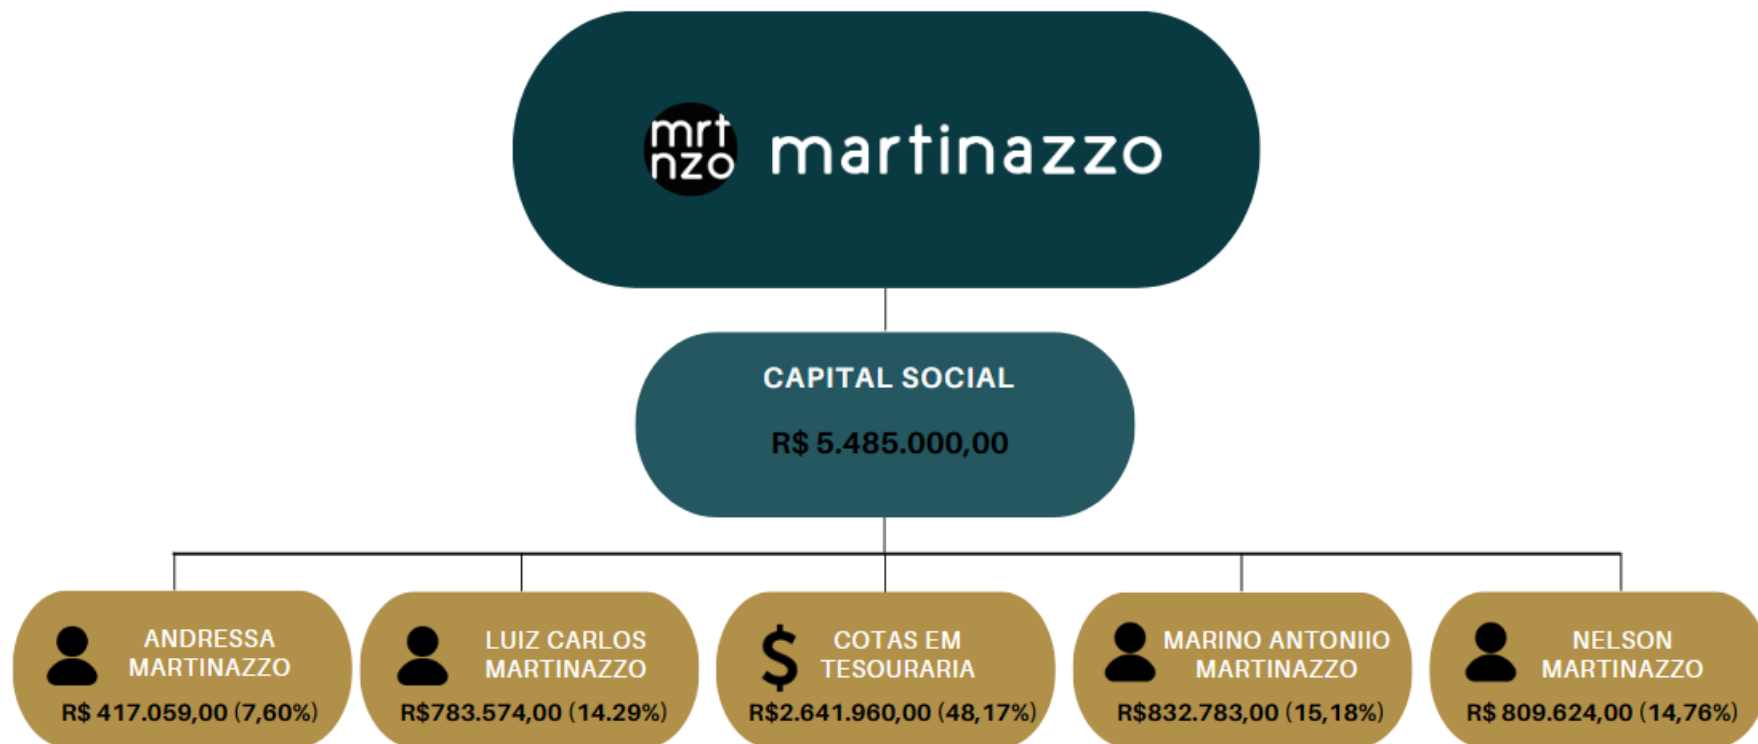 mrt
nzo
martinazzo
CAPITAL SOCIAL
R$ 5.485.000,00
ANDRESSA
MARTINAZZO
R$ 417.059,00 (7,60%)
LUIZ CARLOS
MARTINAZZO
R$783.574,00 (14.29%)
$
COTAS EM
TESOURARIA
R$2.641.960,00 (48,17%)
MARINO ANTONIIO
MARTINAZZO
R$832.783,00 (15,18%)
NELSON
MARTINAZZO
R$ 809.624,00 (14,76%)